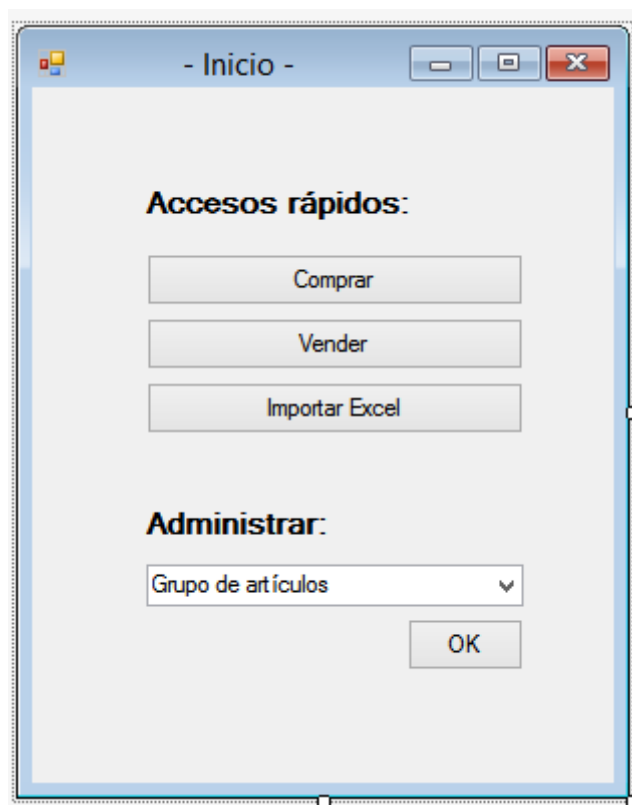 - Inicio -
Accesos rápidos:
Comprar
Vender
Importar Excel
Administrar:
Grupo de artículos
OK